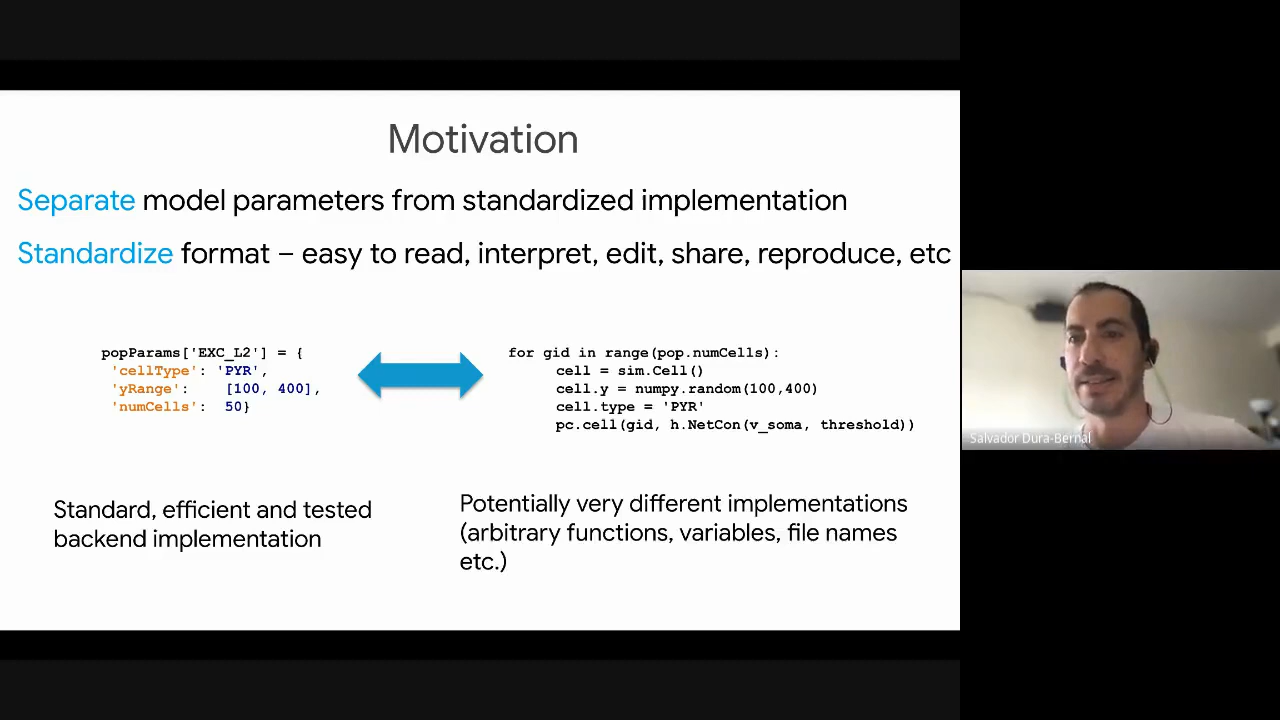 Motivation
Separate model parameters from standardized implementation
Standardize format – easy to read, interpret, edit, share, reproduce, etc
popParams['EXC_L2'] = {
'cellType': 'PYR',
'yRange': [100, 400],
'numCells': 50}
for gid in range(pop.numCells):
cell = sim.Cell()
cell.y = numpy.random(100,400)
cell.type = 'PYR'
pc.cell(gid, h.NetCon(v_soma, threshold))
Standard, efficient and tested
backend implementation
Potentially very different implementations
(arbitrary functions, variables, file names
etc.)
Salvador Dura-Bernal